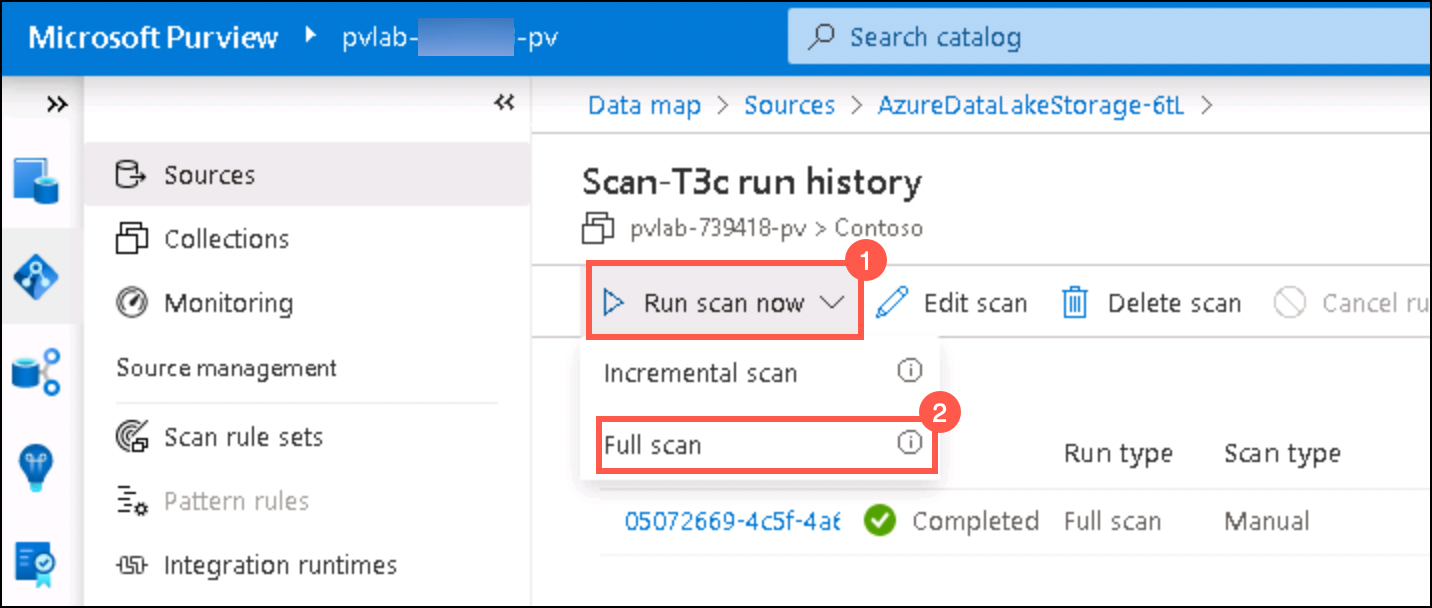 Microsoft Purview pvlab- -pv Search catalog
Data map > Sources > AzureDataLakeStorage-6tL >
Sources
Collections
Monitoring
Source management
Scan rule sets
Pattern rules
Integration runtimes
Scan-T3c run history
pvlab-739418-pv > Contoso
1
Run scan now Edit scan Delete scan Cancel ru
Incremental scan
2
Full scan
Run type Scan type
05072669-4c5f-4a6 Completed Full scan Manual